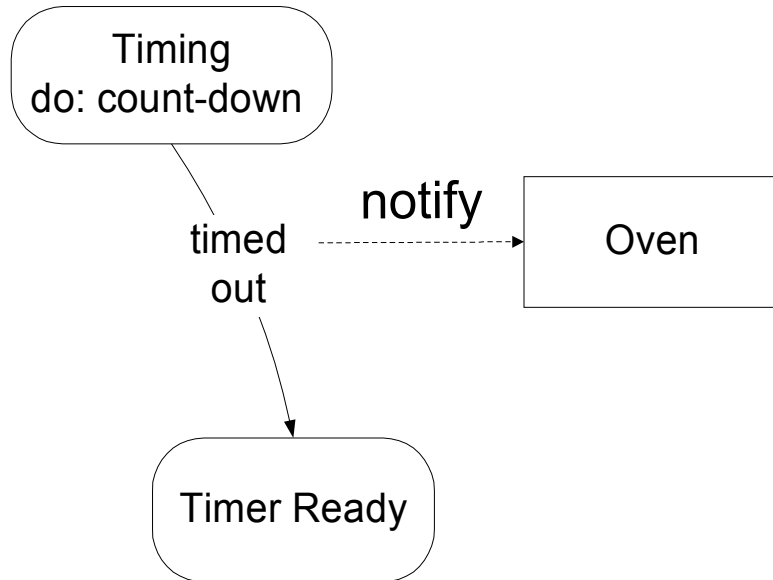 Timing
do: count-down
notify
timed
out
Oven
Timer Ready